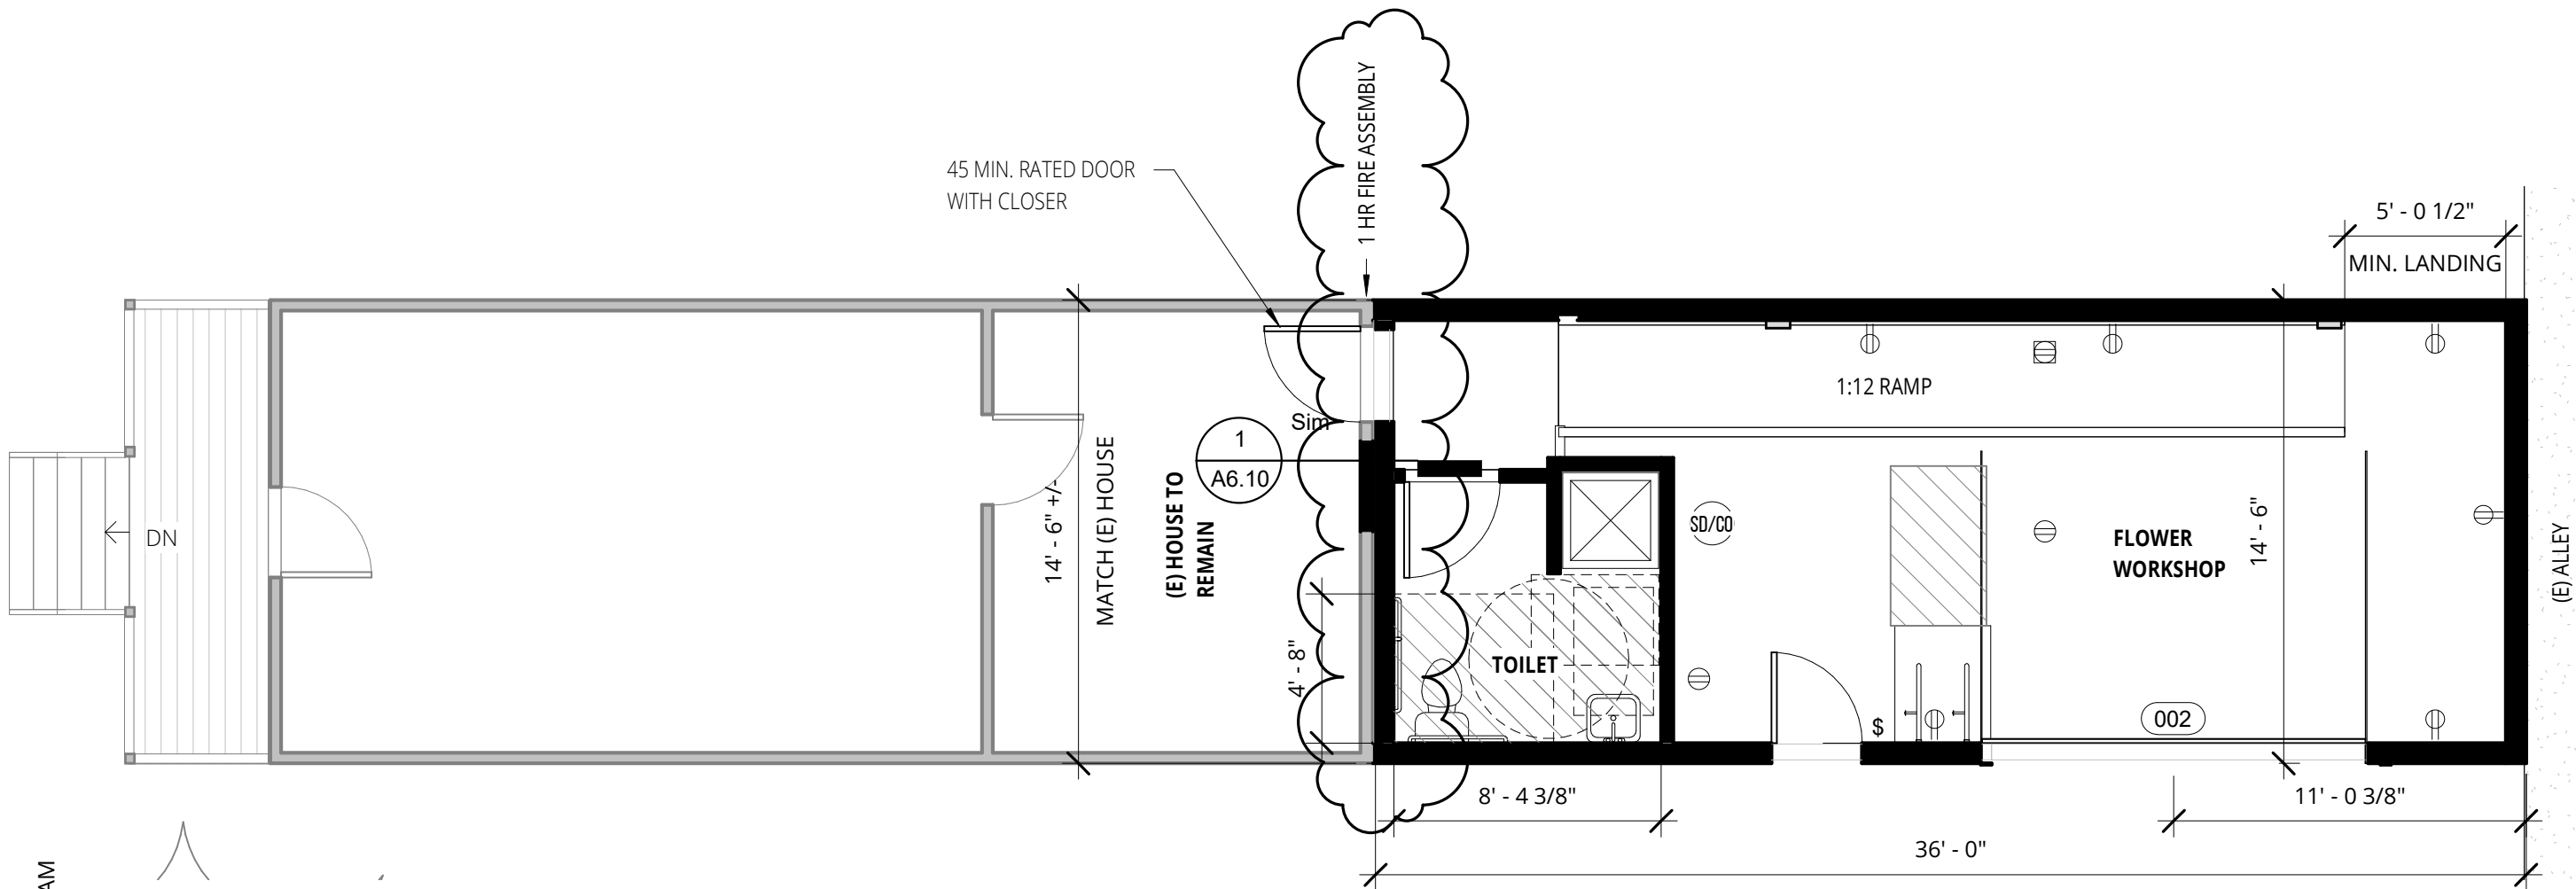 1 HR FIRE ASSEMBLY
45 MIN. RATED DOOR
WITH CLOSER
5' - 0 1/2"
MIN. LANDING
1:12 RAMP
Sim
1
A6.10
14' - 6" +/-
MATCH (E) HOUSE
(E) HOUSE TO
REMAIN
DN
SD/CO
FLOWER
WORKSHOP
14' - 6"
(E) ALLEY
4' - 8"
TOILET
$
002
8' - 4 3/8"
11' - 0 3/8"
36' - 0"
AM